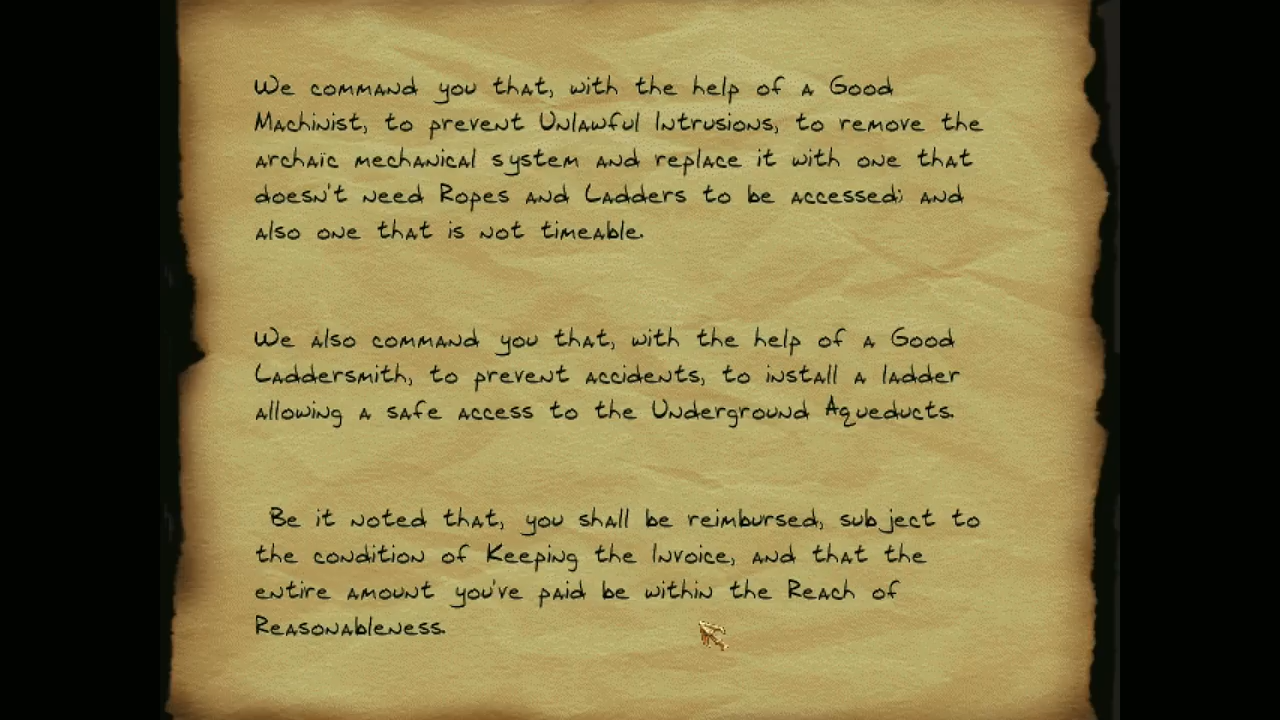 We command you that, with the help of a Good
Machinist, to prevent Unlawful Intrusions, to remove the
archaïc mechanical system and replace it with one that
doesn't need Ropes and Ladders to be accessed; and
also one that is not timeable.
We also command you that, with the help of a Good
Laddersmith, to prevent accidents, to install a ladder
allowing a safe access to the Underground Aqueducts.
Be it noted that, you shall be reimbursed, subject to
the condition of Keeping the Invoice, and that the
entire amount you've paid be within the Reach of
Reasonableness.